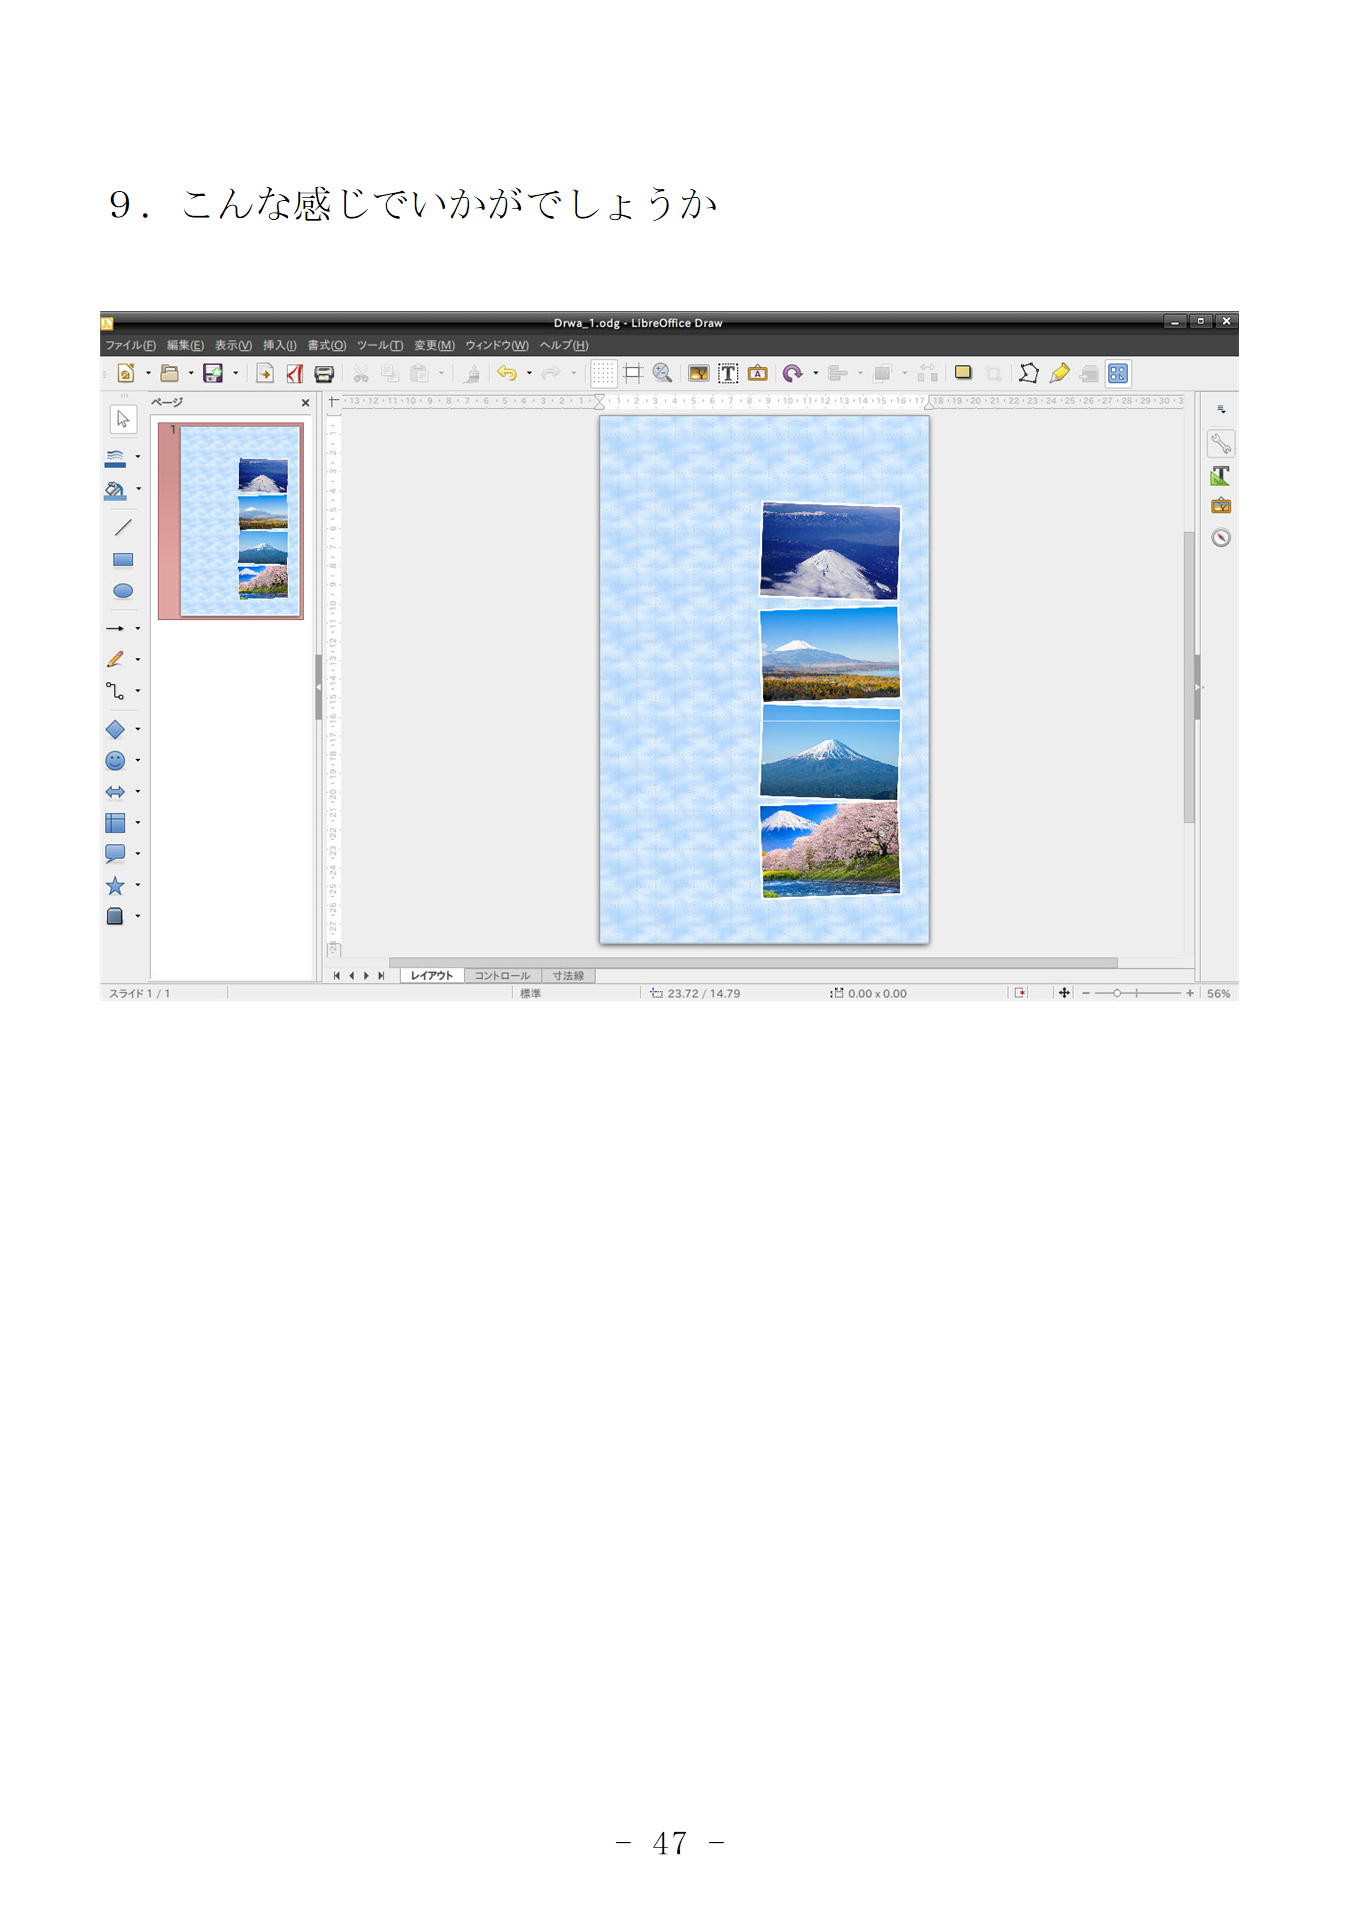 ９．こんな感じでいかがでしょうか
Drwa_1.odg - LibreOffice Draw
ファイル(F) 編集(E) 表示(V) 挿入(I) 書式(O) ツール(T) 変更(M) ウィンドウ(W) ヘルプ(H)
ページ
1
レイアウト コントロール 寸法線
スライド 1 / 1 標準 23.72 / 14.79 0.00 x 0.00 56%
- 47 -